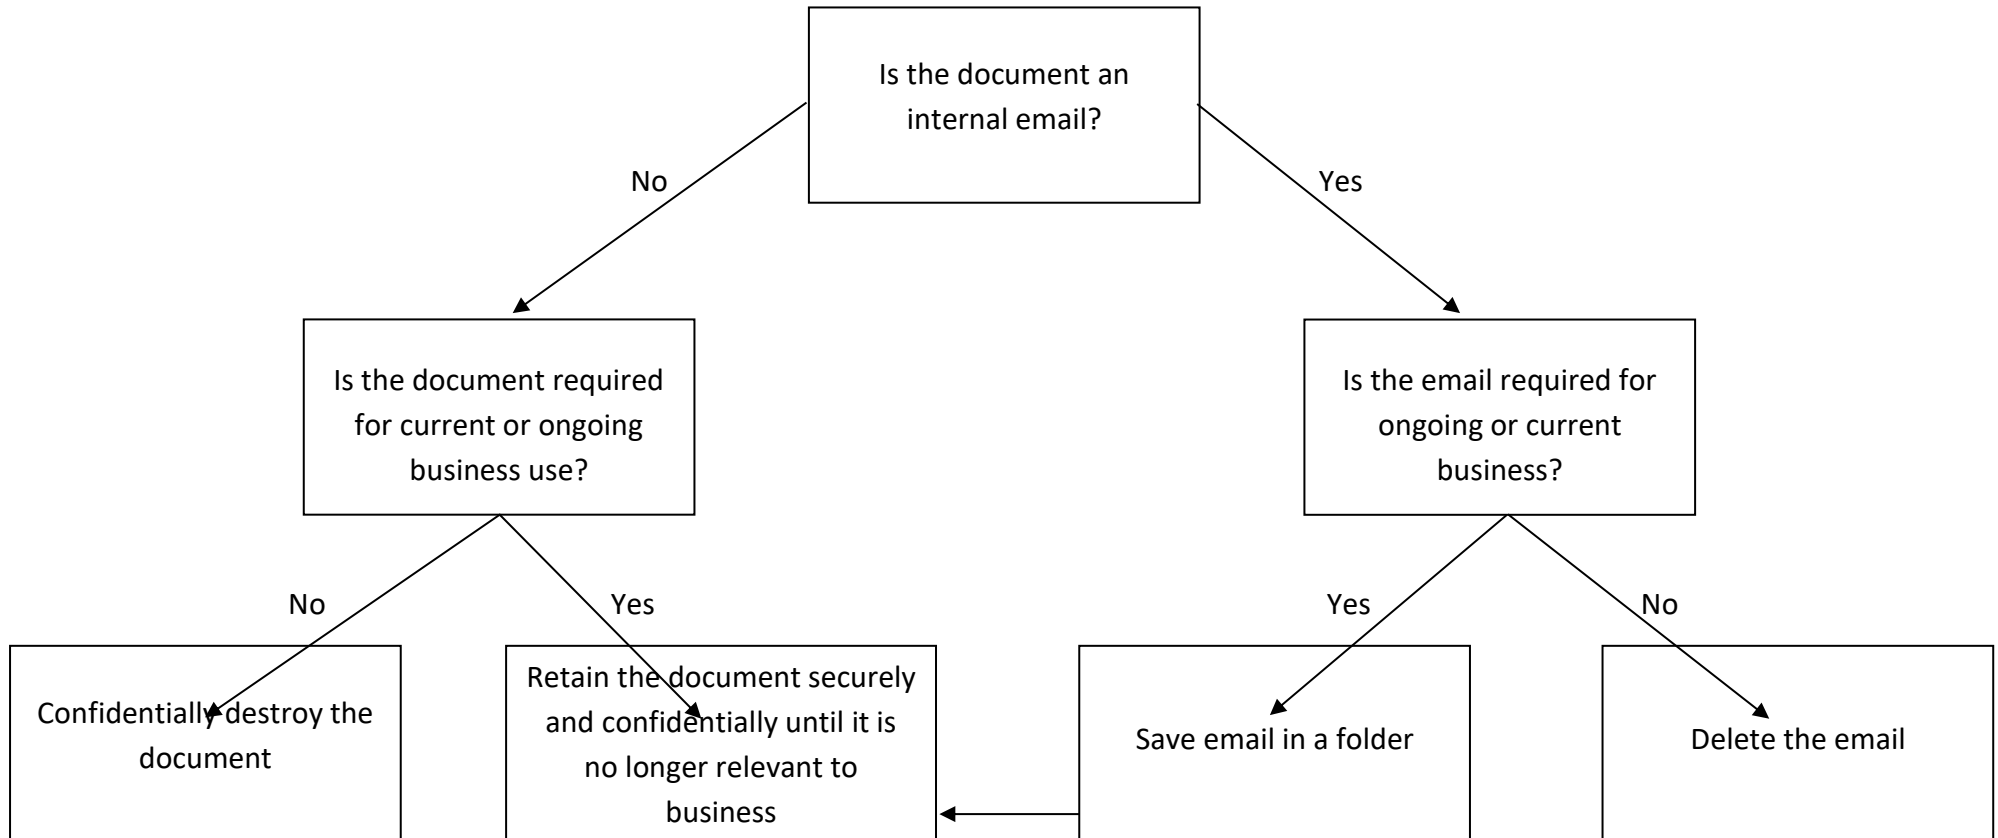 Is the document an
internal email?
No
Yes
Is the document required
for current or ongoing
business use?
Is the email required for
ongoing or current
business?
No
Yes
Yes
No
Confidentially destroy the
document
Retain the document securely
and confidentially until it is
no longer relevant to
business
Save email in a folder
Delete the email